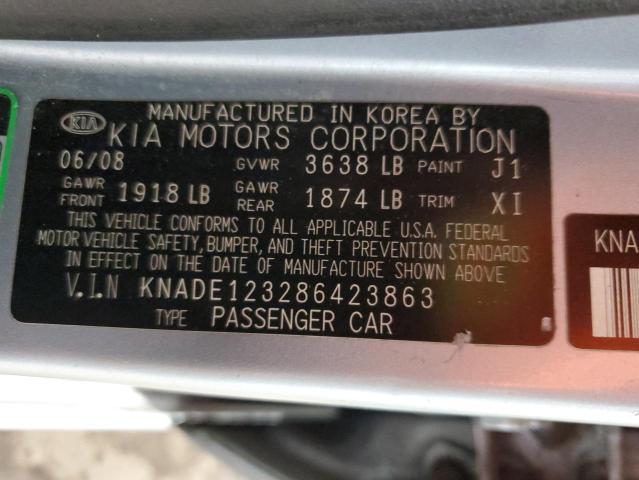 MANUFACTURED IN KOREA BY
KIA KIA MOTORS CORPORATION
06/08 GVWR 3638 LB PAINT J1
GAWR FRONT 1918 LB GAWR REAR 1874 LB TRIM XI
THIS VEHICLE CONFORMS TO ALL APPLICABLE U.S.A. FEDERAL
MOTOR VEHICLE SAFETY, BUMPER, AND THEFT PREVENTION STANDARDS
IN EFFECT ON THE DATE OF MANUFACTURE SHOWN ABOVE
V.I.N KNADE123286423863
TYPE PASSENGER CAR
KNA